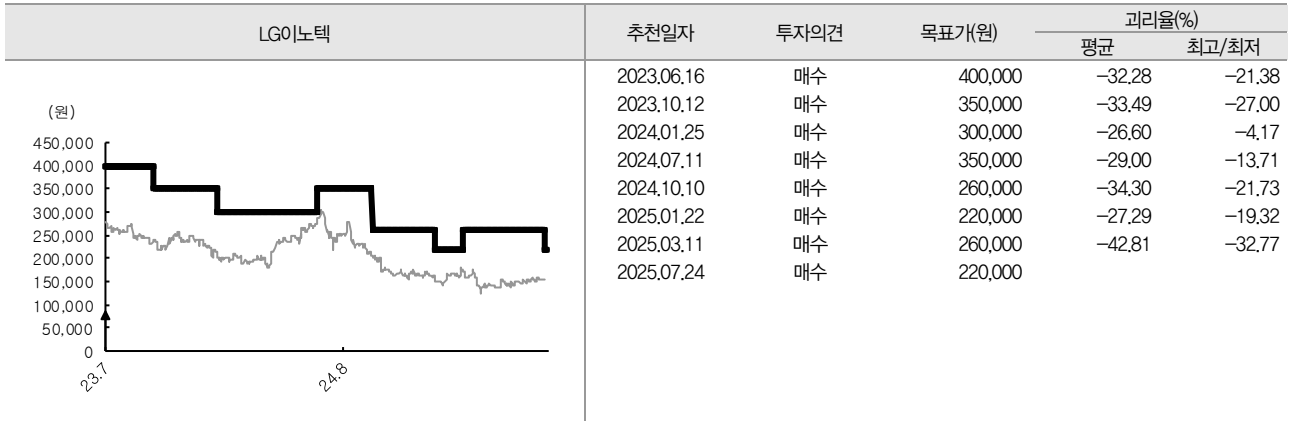 LG이노텍
추천일자 투자의견 목표가(원) 괴리율(%)
평균 최고/최저
2023.06.16 매수 400,000 -32.28 -21.38
2023.10.12 매수 350,000 -33.49 -27.00
2024.01.25 매수 300,000 -26.60 -4.17
2024.07.11 매수 350,000 -29.00 -13.71
2024.10.10 매수 260,000 -34.30 -21.73
2025.01.22 매수 220,000 -27.29 -19.32
2025.03.11 매수 260,000 -42.81 -32.77
2025.07.24 매수 220,000
(원)
450,000
400,000
350,000
300,000
250,000
200,000
150,000
100,000
50,000
0
23.7 24.8